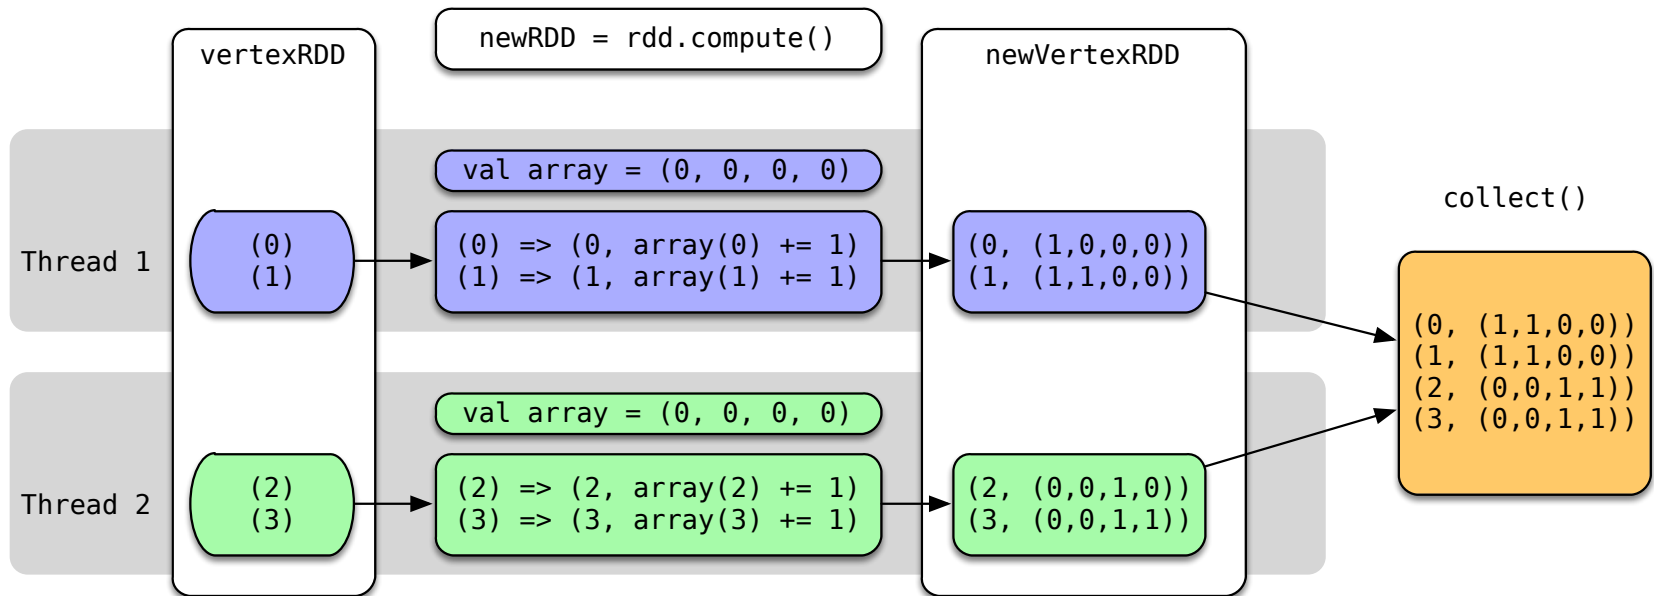 vertexRDD
newRDD = rdd.compute()
newVertexRDD
Thread 1
(0)
(1)
val array = (0, 0, 0, 0)
(0) => (0, array(0) += 1)
(1) => (1, array(1) += 1)
(0, (1,0,0,0))
(1, (1,1,0,0))
Thread 2
(2)
(3)
val array = (0, 0, 0, 0)
(2) => (2, array(2) += 1)
(3) => (3, array(3) += 1)
(2, (0,0,1,0))
(3, (0,0,1,1))
collect()
(0, (1,1,0,0))
(1, (1,1,0,0))
(2, (0,0,1,1))
(3, (0,0,1,1))